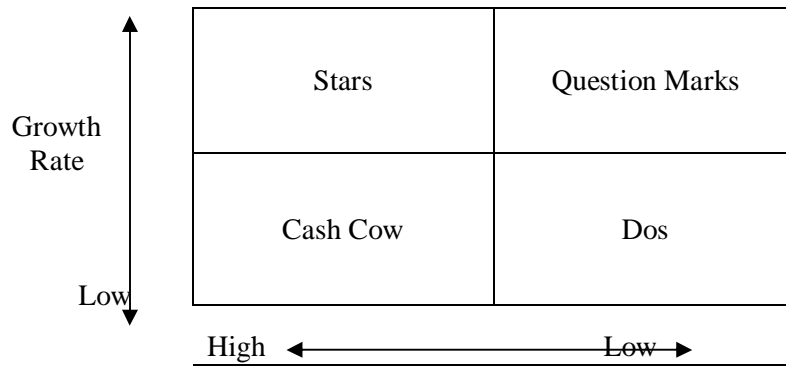 Stars Question Marks
Growth
Rate
Cash Cow Dos
Low
High Low